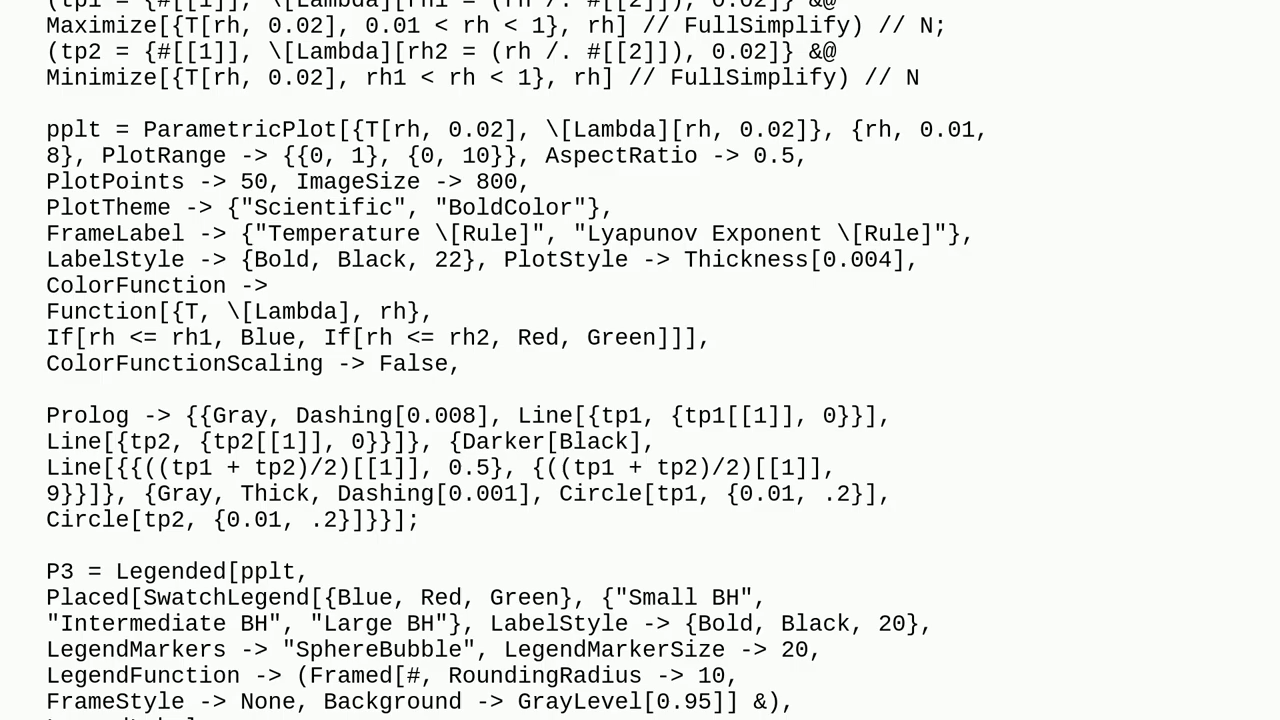 (tp1 = {#[[1]], \[Lambda][rh1 = (rh /. #[[2]]), 0.02]} &@
Maximize[{T[rh, 0.02], 0.01 < rh < 1}, rh] // FullSimplify) // N;
(tp2 = {#[[1]], \[Lambda][rh2 = (rh /. #[[2]]), 0.02]} &@
Minimize[{T[rh, 0.02], rh1 < rh < 1}, rh] // FullSimplify) // N
pplt = ParametricPlot[{T[rh, 0.02], \[Lambda][rh, 0.02]}, {rh, 0.01,
8}, PlotRange -> {{0, 1}, {0, 10}}, AspectRatio -> 0.5,
PlotPoints -> 50, ImageSize -> 800,
PlotTheme -> {"Scientific", "BoldColor"},
FrameLabel -> {"Temperature \[Rule]", "Lyapunov Exponent \[Rule]"},
LabelStyle -> {Bold, Black, 22}, PlotStyle -> Thickness[0.004],
ColorFunction ->
Function[{T, \[Lambda], rh},
If[rh <= rh1, Blue, If[rh <= rh2, Red, Green]]],
ColorFunctionScaling -> False,
Prolog -> {{Gray, Dashing[0.008], Line[{tp1, {tp1[[1]], 0}}],
Line[{tp2, {tp2[[1]], 0}}]}, {Darker[Black],
Line[{{((tp1 + tp2)/2)[[1]], 0.5}, {((tp1 + tp2)/2)[[1]],
9}}]}, {Gray, Thick, Dashing[0.001], Circle[tp1, {0.01, .2}],
Circle[tp2, {0.01, .2}]}}];
P3 = Legended[pplt,
Placed[SwatchLegend[{Blue, Red, Green}, {"Small BH",
"Intermediate BH", "Large BH"}, LabelStyle -> {Bold, Black, 20},
LegendMarkers -> "SphereBubble", LegendMarkerSize -> 20,
LegendFunction -> (Framed[#, RoundingRadius -> 10,
FrameStyle -> None, Background -> GrayLevel[0.95]] &),